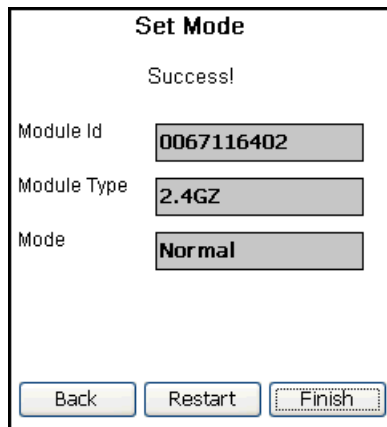 Set Mode
Success!
Module Id
0067116402
Module Type
2.4GZ
Mode
Normal
Back Restart Finish